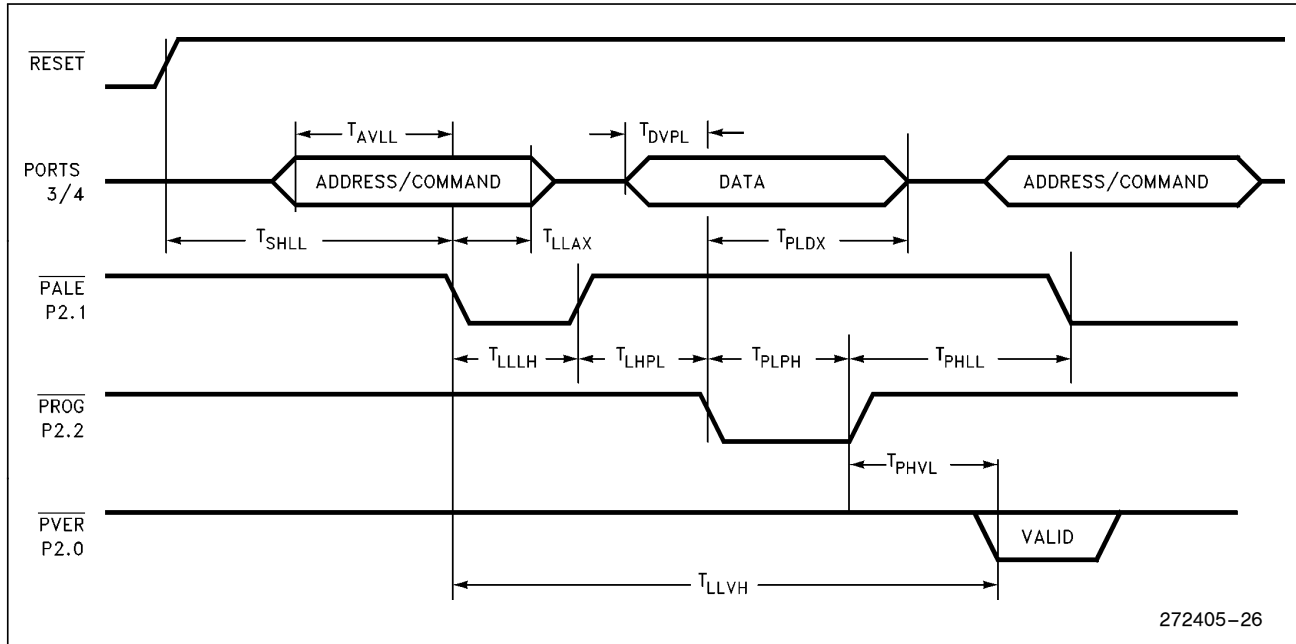 RESET
T_AVLL
T_DVPL
PORTS
3/4
ADDRESS/COMMAND
DATA
ADDRESS/COMMAND
T_SHLL
T_LLAX
T_PLDX
PALE
P2.1
T_LLLH
T_LHPL
T_PLPH
T_PHLL
PROG
P2.2
T_PHVL
PVER
P2.0
VALID
T_LLVH
272405-26